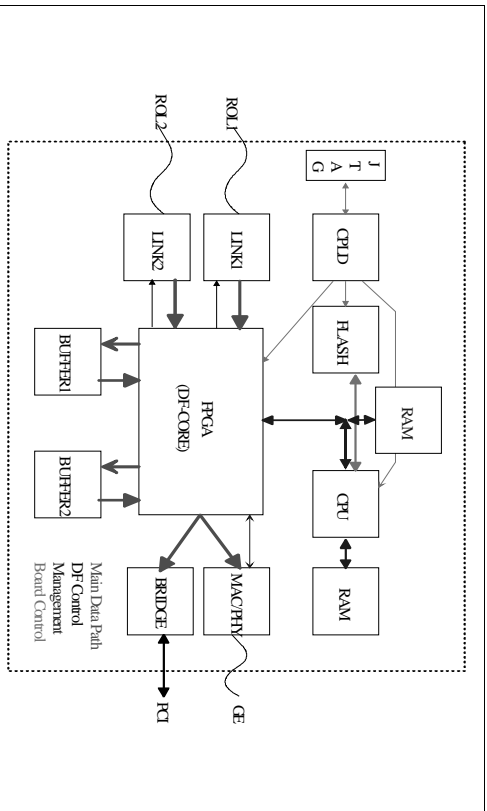 ROL2
ROL1
J
T
A
G
LINK2
LINK1
CPLD
FLASH
RAM
BUFFER1
FPGA
(DF-CORE)
BUFFER2
CPU
BRIDGE
MAC/PHY
RAM
Main Data Path
DF Control
Management
Board Control
PCI
GE